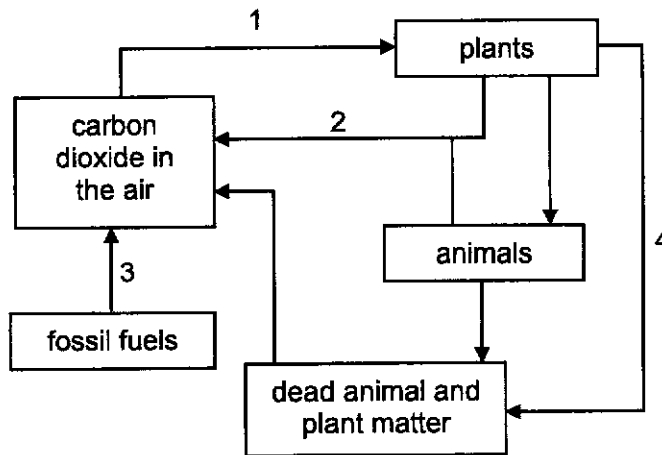 1
plants
carbon
dioxide in
the air
2
animals
4
3
fossil fuels
dead animal and
plant matter